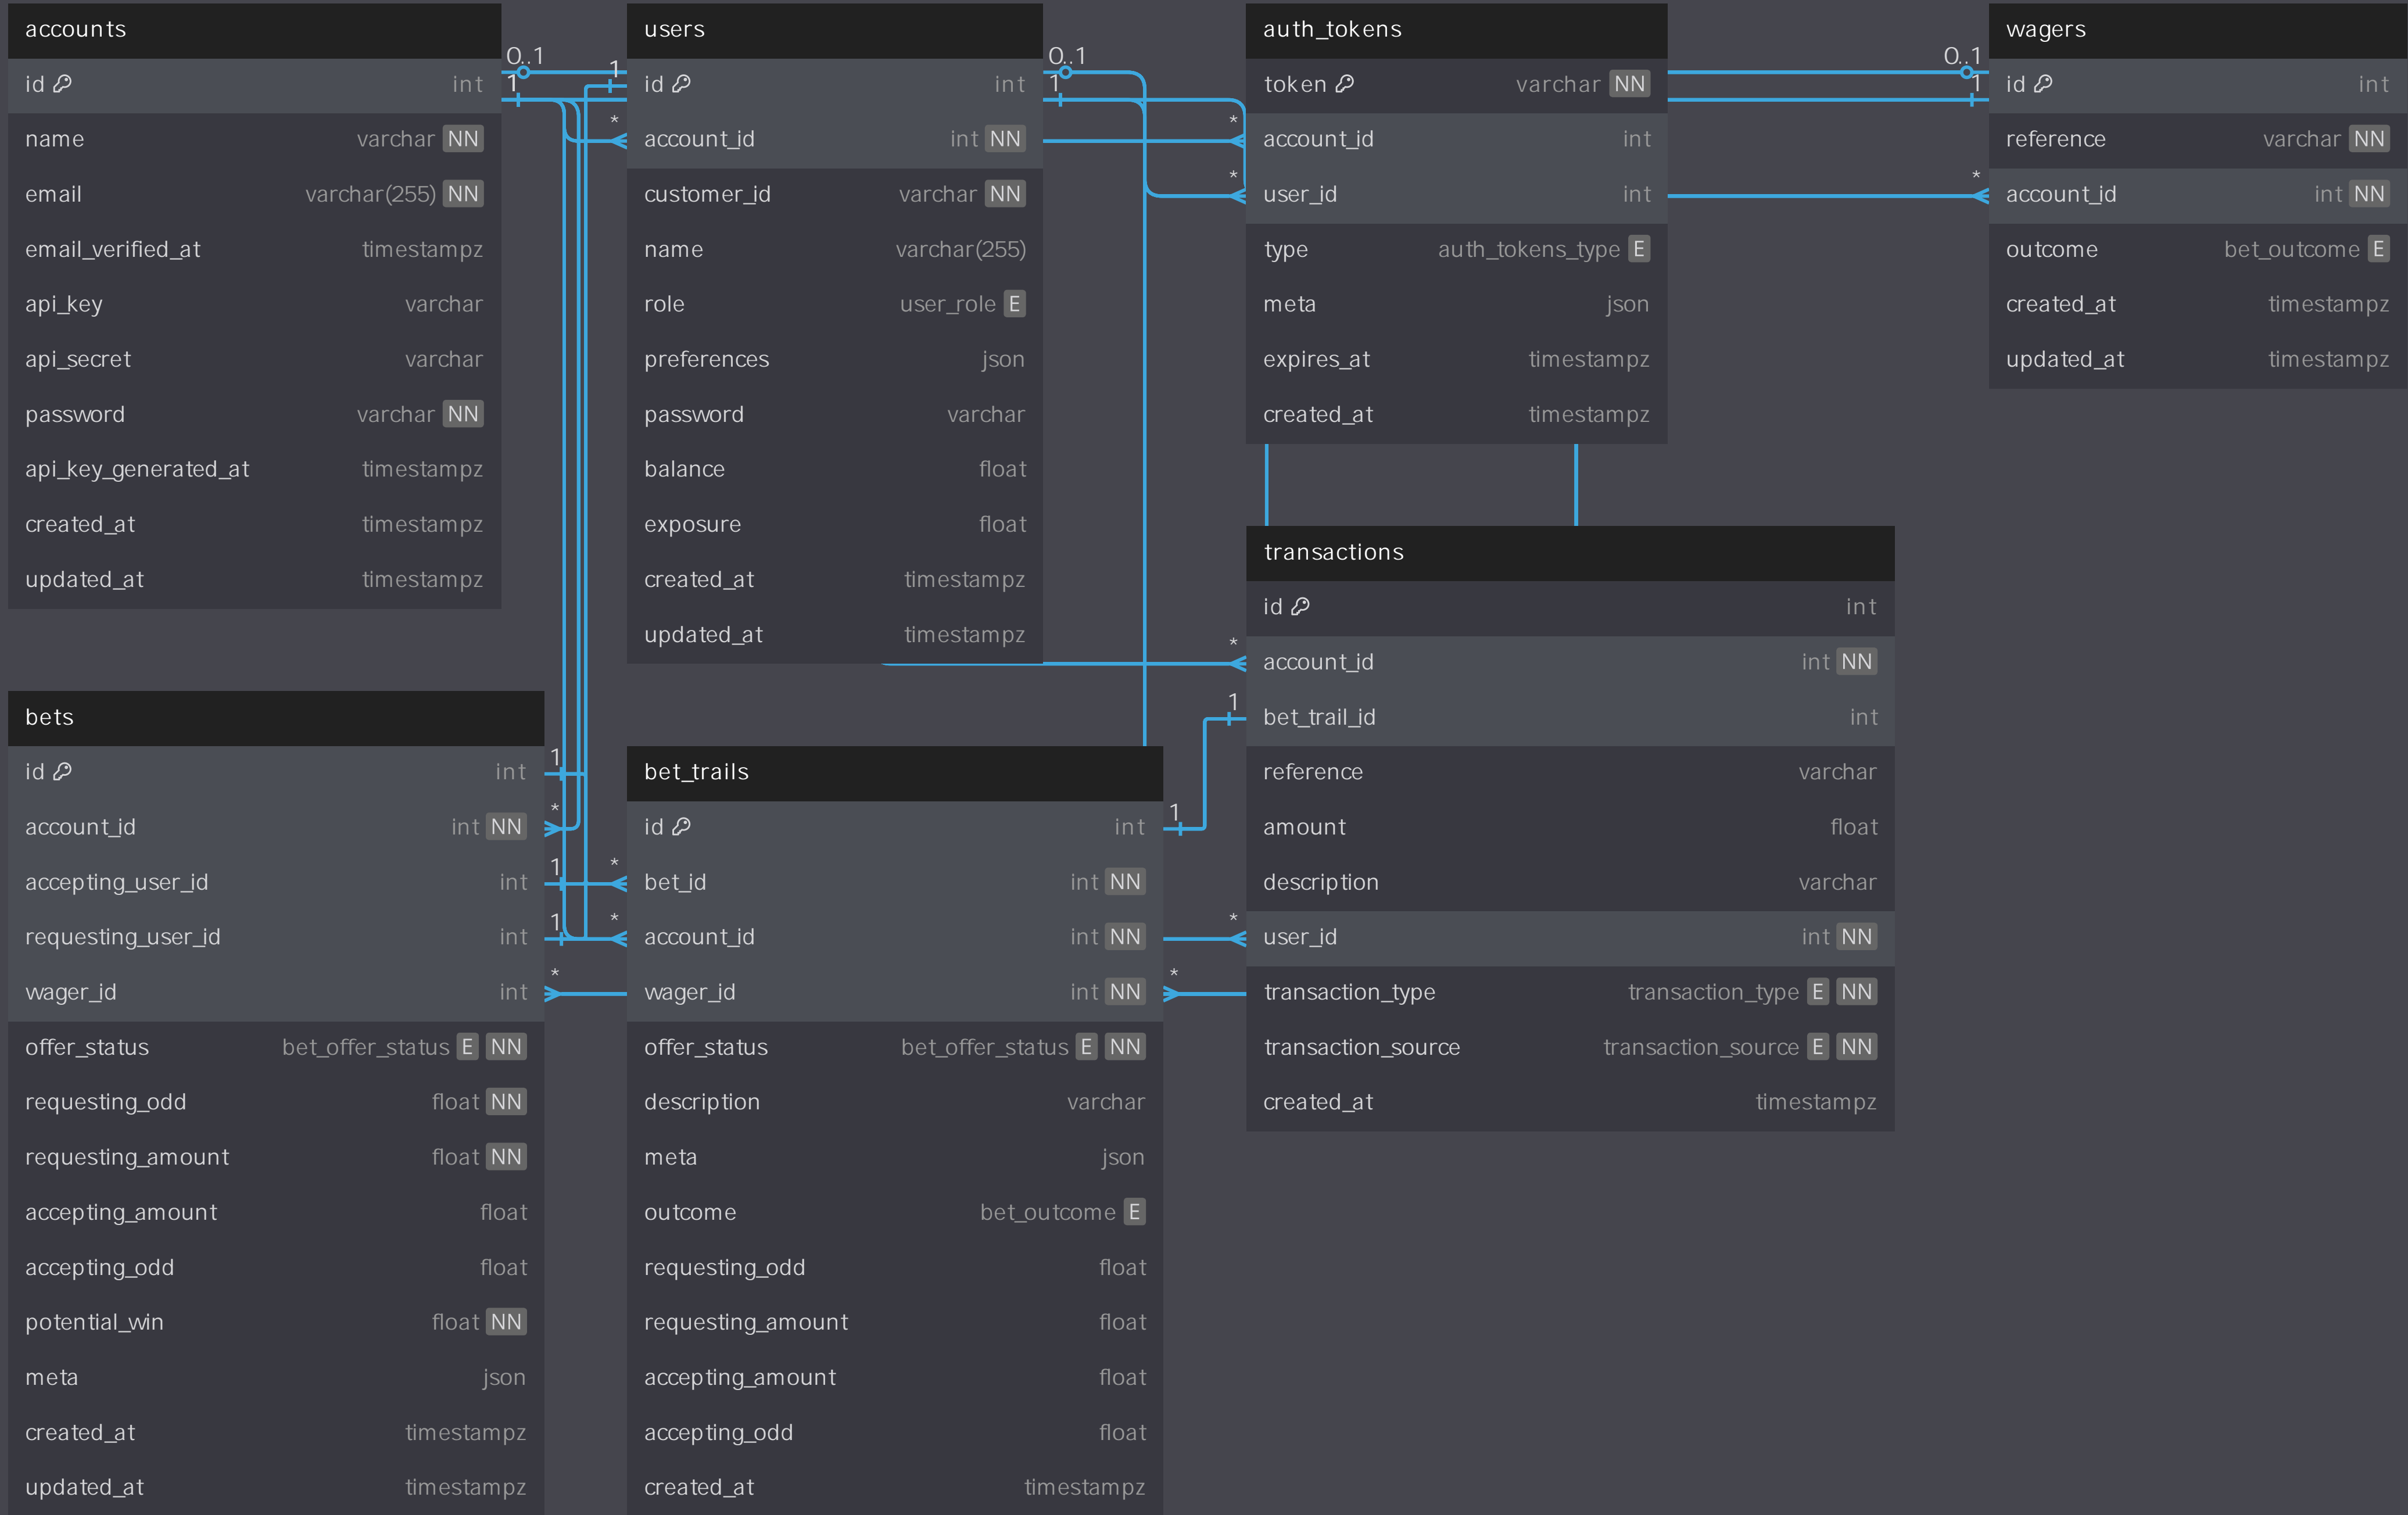 accounts
id int
name varchar NN
email varchar(255) NN
email_verified_at timestampz
api_key varchar
api_secret varchar
password varchar NN
api_key_generated_at timestampz
created_at timestampz
updated_at timestampz
0..1
1
1
*
users
id int
account_id int NN
customer_id varchar NN
name varchar(255)
role user_role E
preferences json
password varchar
balance float
exposure float
created_at timestampz
updated_at timestampz
0..1
1
*
*
auth_tokens
token varchar NN
account_id int
user_id int
type auth_tokens_type E
meta json
expires_at timestampz
created_at timestampz
0..1
1
*
wagers
id int
reference varchar NN
account_id int NN
outcome bet_outcome E
created_at timestampz
updated_at timestampz
bets
id int
account_id int NN
accepting_user_id int
requesting_user_id int
wager_id int
offer_status bet_offer_status E NN
requesting_odd float NN
requesting_amount float NN
accepting_amount float
accepting_odd float
potential_win float NN
meta json
created_at timestampz
updated_at timestampz
1
*
1
*
1
*
*
bet_trails
id int
bet_id int NN
account_id int NN
wager_id int NN
offer_status bet_offer_status E NN
description varchar
meta json
outcome bet_outcome E
requesting_odd float
requesting_amount float
accepting_amount float
accepting_odd float
created_at timestampz
*
1
1
*
*
transactions
id int
account_id int NN
bet_trail_id int
reference varchar
amount float
description varchar
user_id int NN
transaction_type transaction_type E NN
transaction_source transaction_source E NN
created_at timestampz